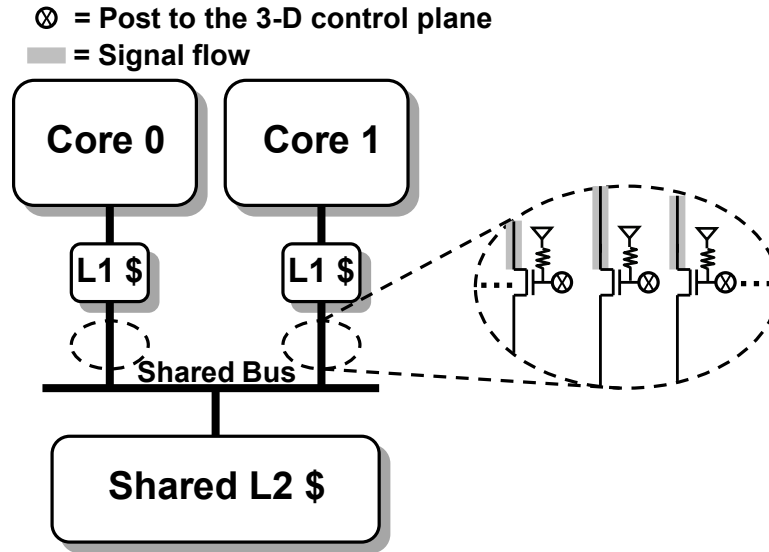 ⊗ = Post to the 3-D control plane
= Signal flow
Core 0
Core 1
L1 $
L1 $
Shared Bus
Shared L2 $